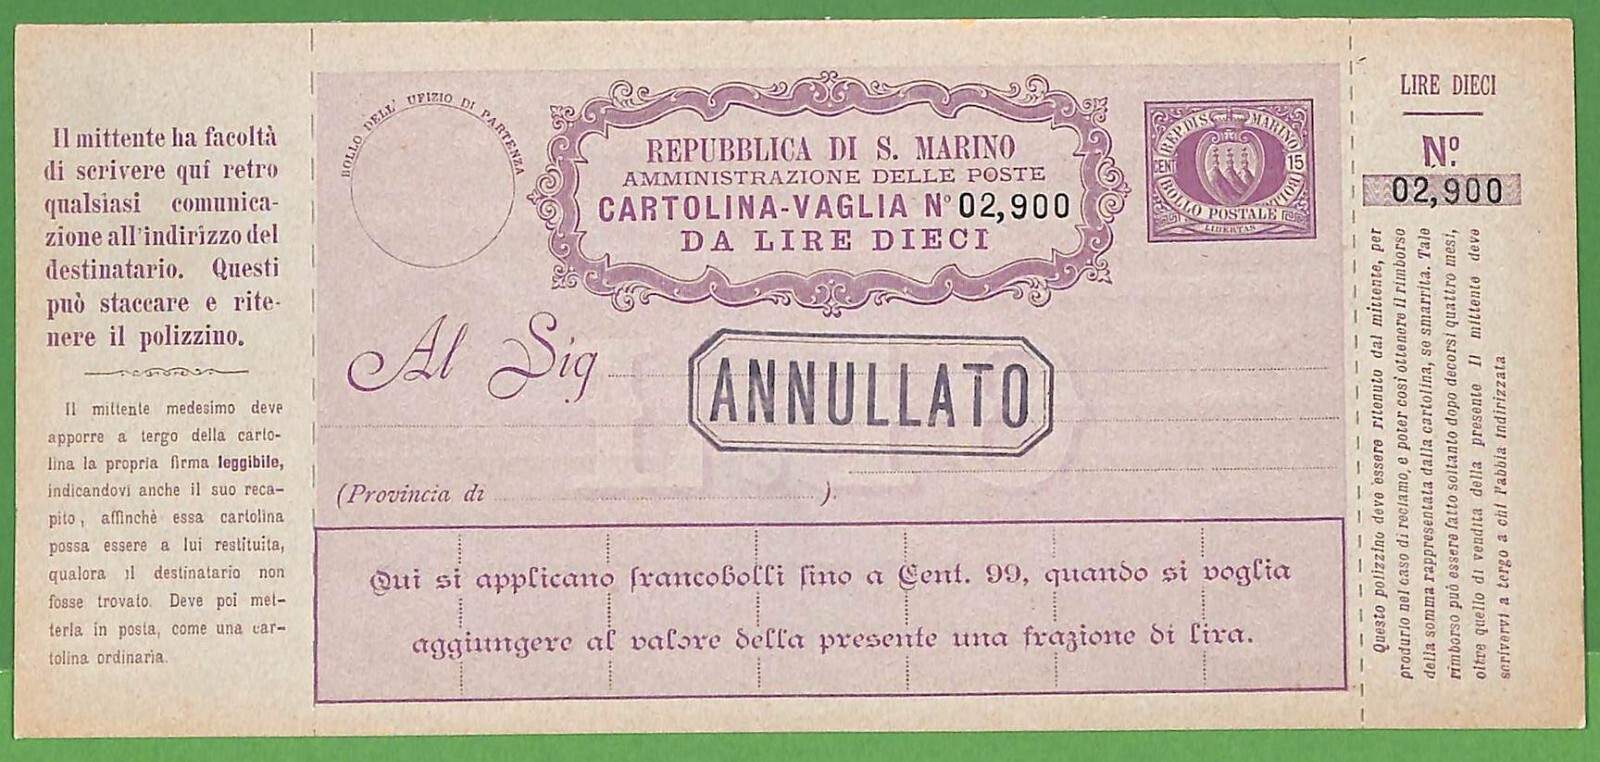 Il mittente ha facoltà
di scrivere quí retro
qualsiasi comunica-
zione all'indirizzo del
destinatario. Questi
può staccare e rite-
nere il polizzino.
Il mittente medesimo deve
apporre a tergo della carto-
lina la propria firma leggibile,
indicandovi anche il suo reca-
pito, affinchè essa cartolina
possa essere a lui restituita,
qualora il destinatario non
fosse trovato. Deve poi met-
terla in posta, come una car-
tolina ordinaria.
BOLLO DELL' UFIZIO DI PARTENZA
REPUBBLICA DI S. MARINO
AMMINISTRAZIONE DELLE POSTE
CARTOLINA-VAGLIA Nº 02,900
DA LIRE DIECI
REP. DI S. MARINO
CEN
15
TPIORI
BOLLO POSTALE
LIBERTAS
Al Sig
ANNULLATO
(Provincia di ).
Qui si applicano francobolli fino a Cent. 99, quando si voglia
aggiungere al valore della presente una frazione di lira.
LIRE DIECI
Nº
02,900
Questo polizzino deve essere ritenuto dal mittente, per
produrlo nel caso di reclamo, e poter così ottenere il rimborso
della somma rappresentata dalla cartolina, se smarrita. Tale
rimborso può essere fatto soltanto dopo decorsi quattro mesi,
oltre quello di vendita della presente Il mittente deve
scrivervi a tergo a chi l'abbia indirizzata